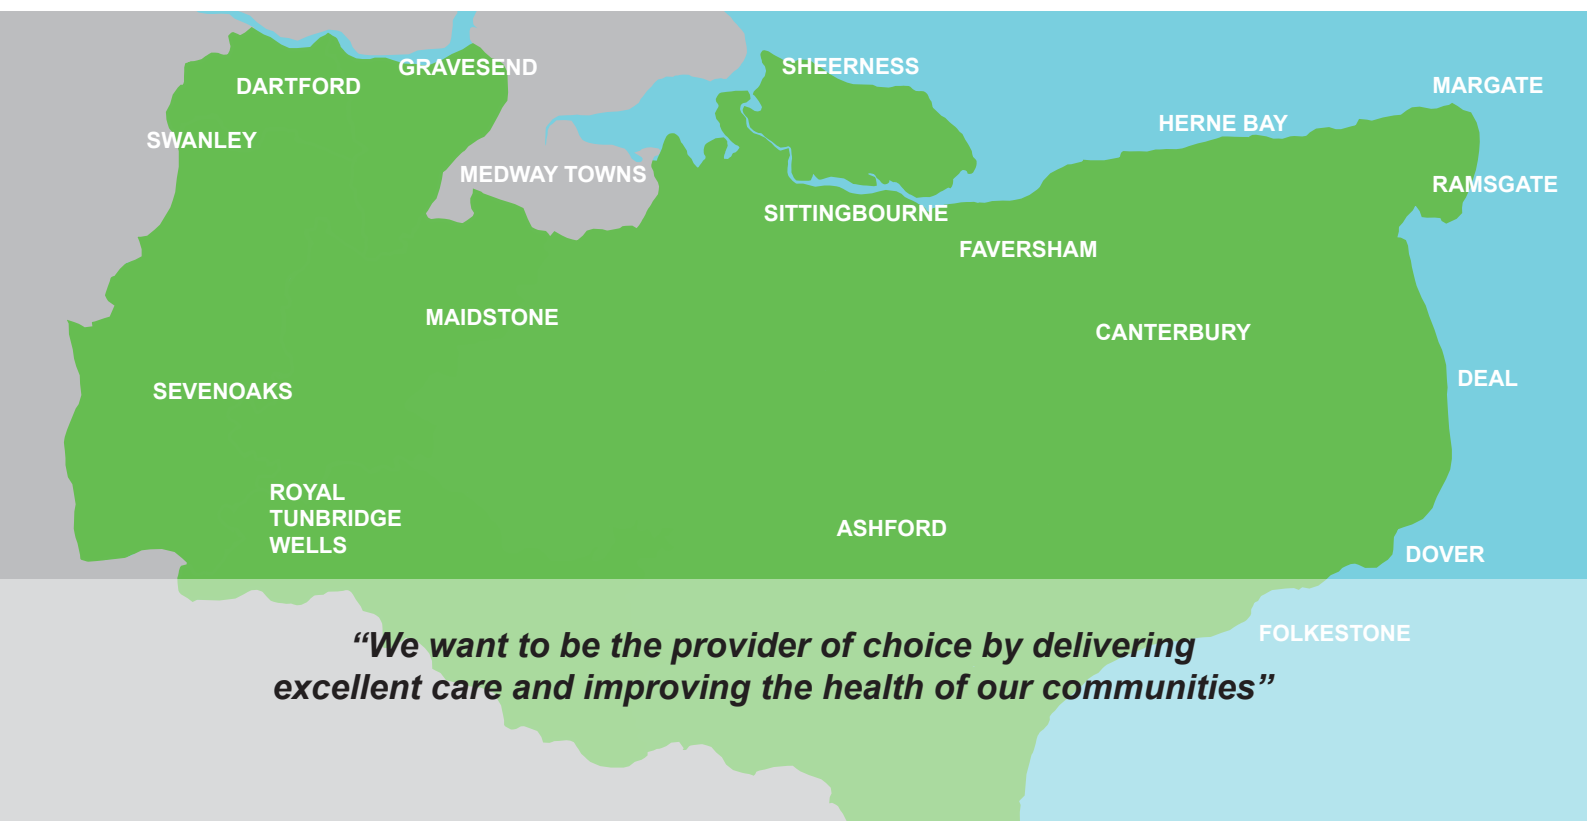 GRAVESEND
SHEERNESS
DARTFORD
MARGATE
HERNE BAY
SWANLEY
MEDWAY TOWNS
RAMSGATE
SITTINGBOURNE
FAVERSHAM
MAIDSTONE
CANTERBURY
DEAL
SEVENOAKS
ROYAL
TUNBRIDGE
WELLS
ASHFORD
DOVER
FOLKESTONE
“We want to be the provider of choice by delivering
excellent care and improving the health of our communities”